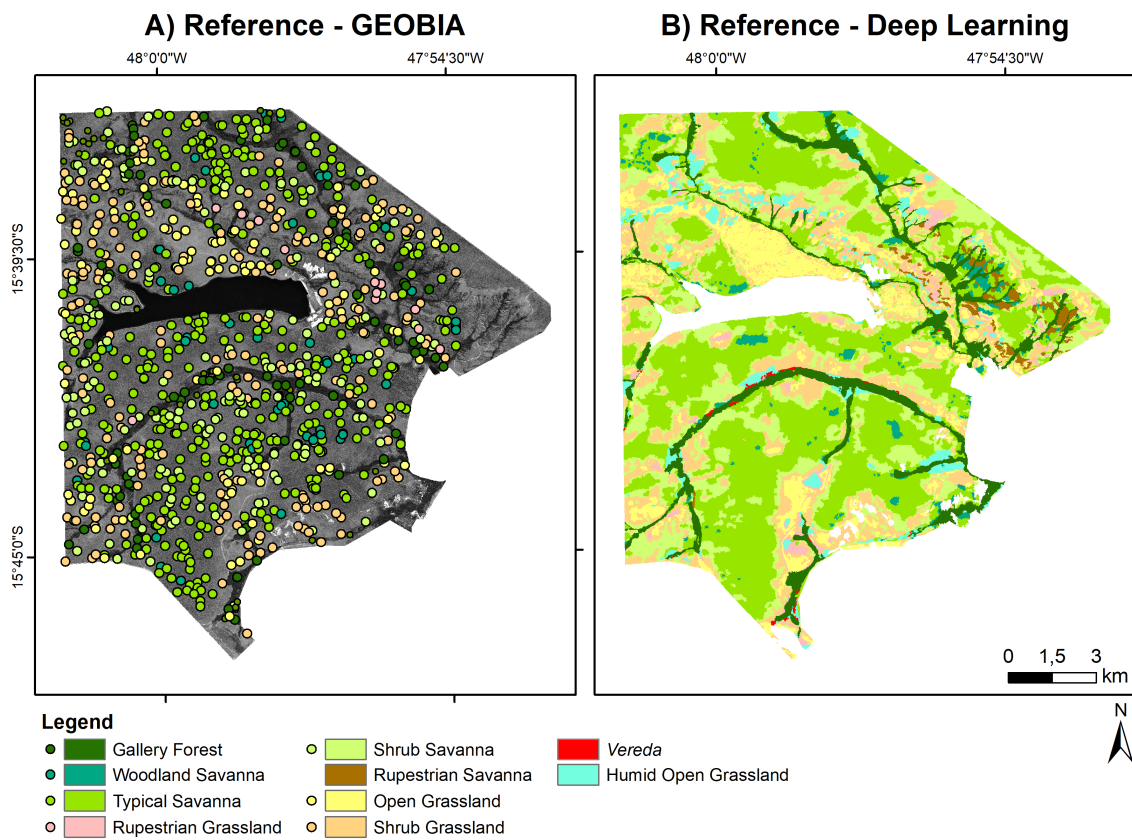 A) Reference - GEOBIA
B) Reference - Deep Learning
48°0'0"W
47°54'30"W
48°0'0"W
47°54'30"W
15°39'30"S
15°45'0"S
0 1,5 3
km
N
Legend
Gallery Forest
Woodland Savanna
Typical Savanna
Rupestrian Grassland
Shrub Savanna
Rupestrian Savanna
Open Grassland
Shrub Grassland
Vereda
Humid Open Grassland